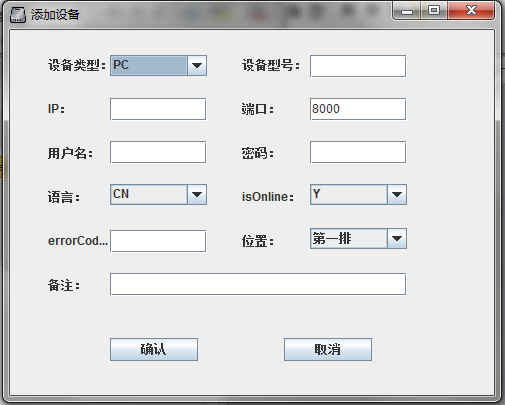 添加设备
设备类型： PC 设备型号：
IP： 端口： 8000
用户名： 密码：
语言： CN isOnline： Y
errorCod... 位置： 第一排
备注：
确认 取消